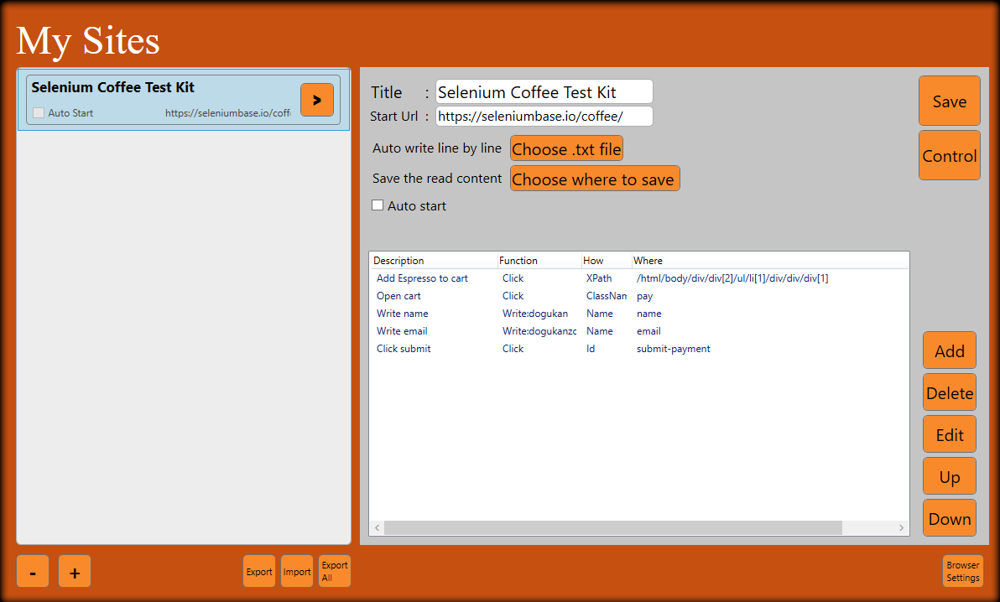 My Sites
Selenium Coffee Test Kit
Auto Start https://seleniumbase.io/coff
>
Title : Selenium Coffee Test Kit
Start Url : https://seleniumbase.io/coffee/
Auto write line by line Choose .txt file
Save the read content Choose where to save
Auto start
Save
Control
Description Function How Where
Add Espresso to cart Click XPath /html/body/div/div[2]/ul/li[1]/div/div/div[1]
Open cart Click ClassNam pay
Write name Write:dogukan Name name
Write email Write:dogukanzc Name email
Click submit Click Id submit-payment
Add
Delete
Edit
Up
Down
- + Export Import Export All Browser Settings